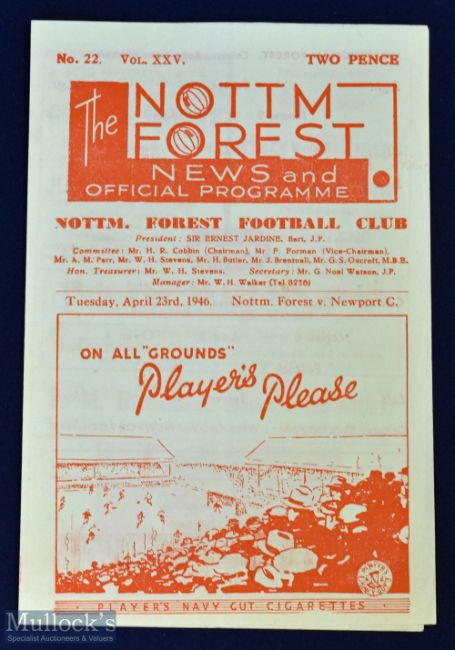 No. 22. VOL. XXV. TWO PENCE
The NOTTM FOREST
NEWS and
OFFICIAL PROGRAMME
NOTTM. FOREST FOOTBALL CLUB
President: SIR ERNEST JARDINE, Bart, J.P.
Committee: Mr. H. R. Cobbin (Chairman), Mr. F. Forman (Vice-Chairman),
Mr. A. M. Parr, Mr. W. H. Stevens, Mr. H. Butler, Mr. J. Brentnall, Mr. G. S. Oscroft, M.B.E.
Hon. Treasurer: Mr. W. H. Stevens. Secretary: Mr. G. Noel Watson, J.P.
Manager: Mr. W. H. Walker (Tel. 8236)
Tuesday, April 23rd, 1946. Nottm. Forest v. Newport C.
ON ALL "GROUNDS"
Player's Please
PLAYER'S NAVY CUT CIGARETTES
Mullock's
Specialist Auctioneers & Valuers